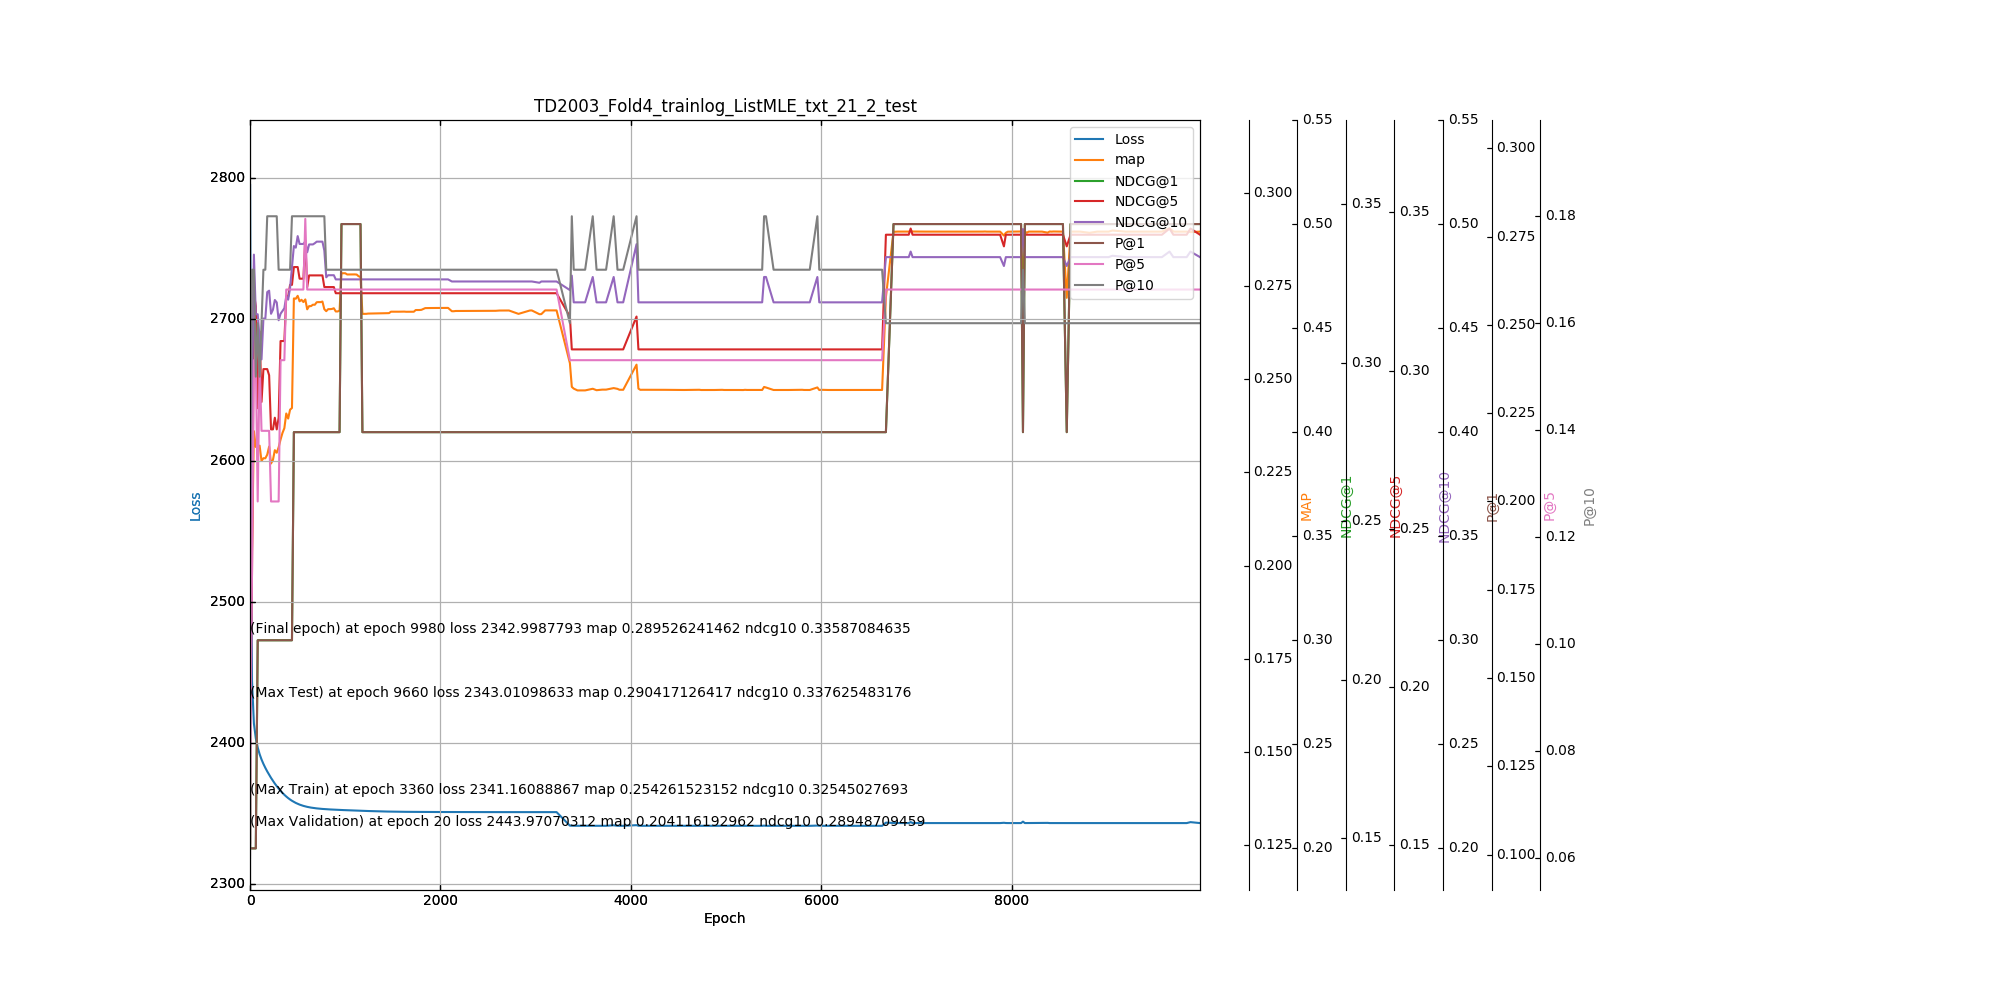 TD2003_Fold4_trainlog_ListMLE_txt_21_2_test
Loss
map
NDCG@1
NDCG@5
NDCG@10
P@1
P@5
P@10
2800
2700
2600
2500
2400
2300
Loss
(Final epoch) at epoch 9980 loss 2342.9987793 map 0.289526241462 ndcg10 0.33587084635
(Max Test) at epoch 9660 loss 2343.01098633 map 0.290417126417 ndcg10 0.337625483176
(Max Train) at epoch 3360 loss 2341.16088867 map 0.254261523152 ndcg10 0.32545027693
(Max Validation) at epoch 20 loss 2443.97070312 map 0.204116192962 ndcg10 0.28948709459
0 2000 4000 6000 8000
Epoch
0.300
0.275
0.250
0.225
0.200
0.175
0.150
0.125
MAP
0.55
0.50
0.45
0.40
0.35
0.30
0.25
0.20
NDCG@1
0.35
0.30
0.25
0.20
0.15
NDCG@5
0.35
0.30
0.25
0.20
0.15
NDCG@10
0.55
0.50
0.45
0.40
0.35
0.30
0.25
0.20
P@1
0.300
0.275
0.250
0.225
0.200
0.175
0.150
0.125
0.100
P@5
0.18
0.16
0.14
0.12
0.10
0.08
0.06
P@10